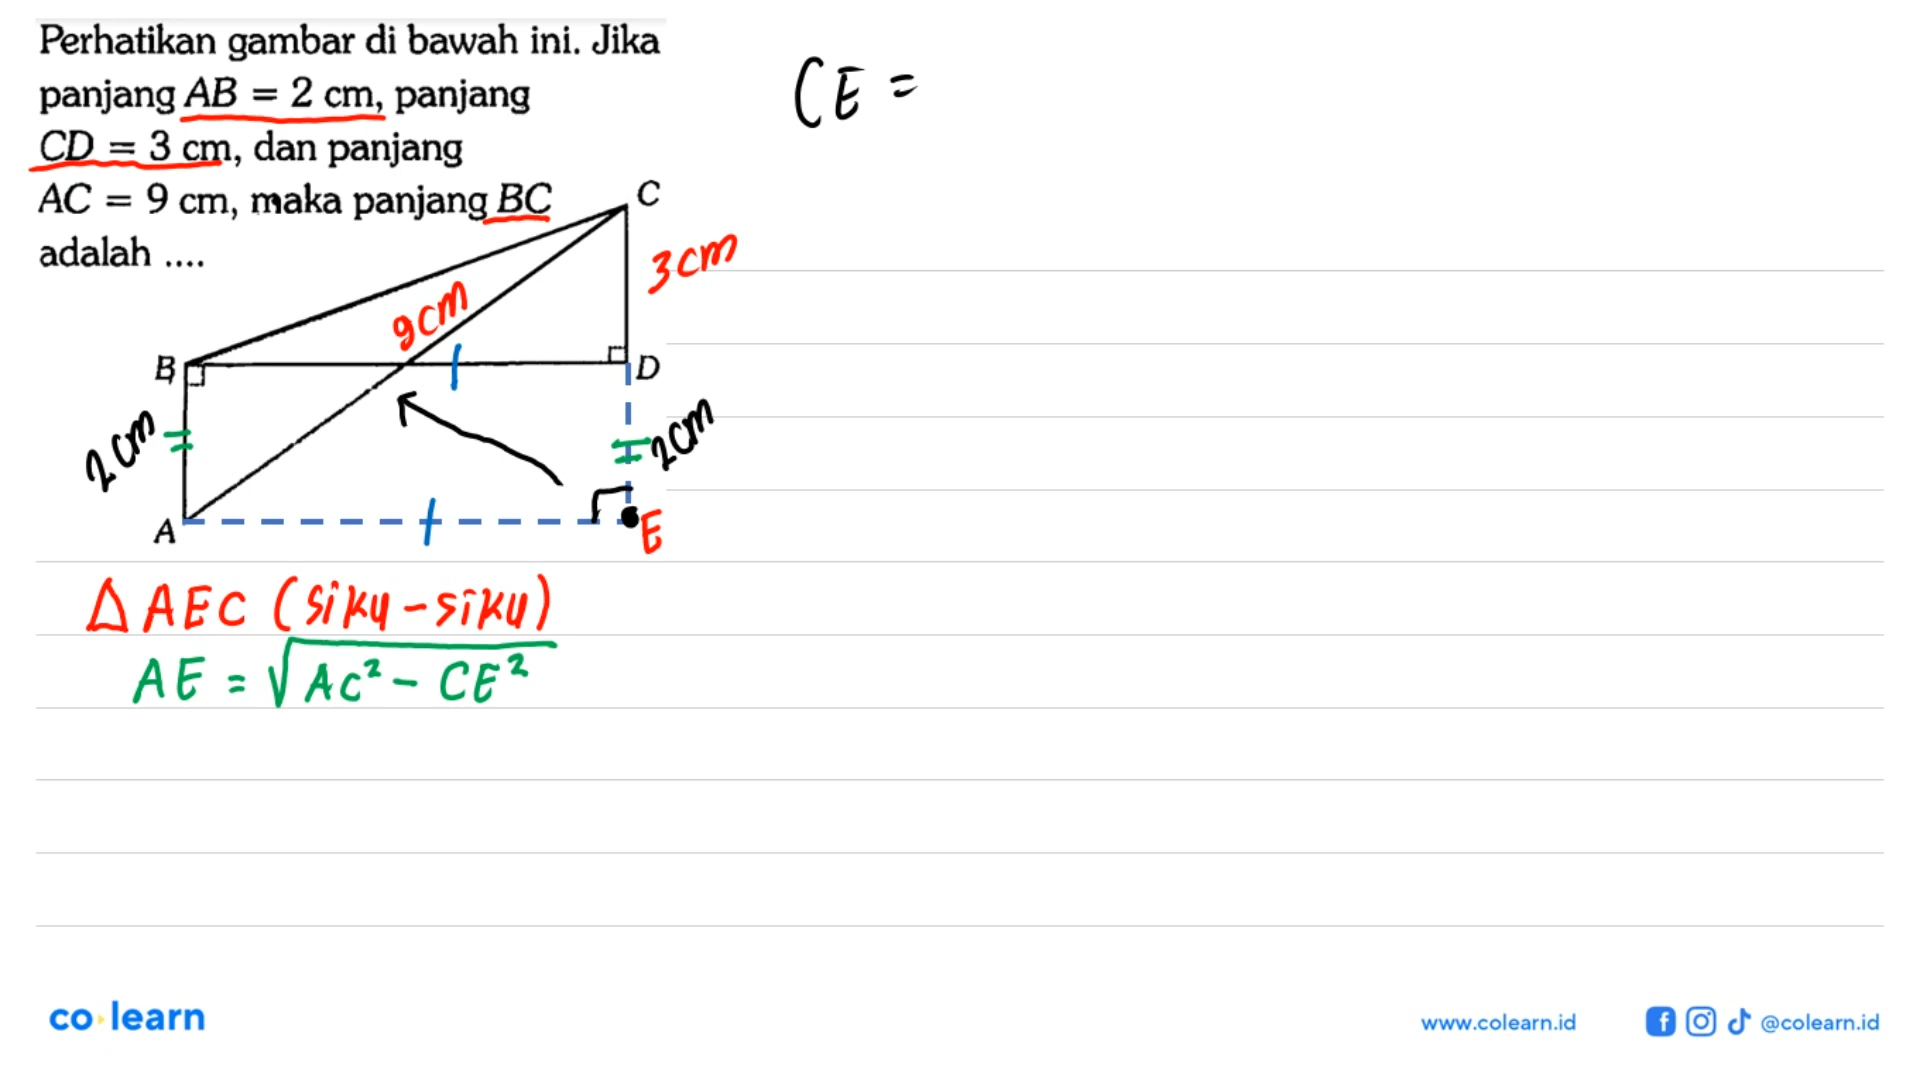 Perhatikan gambar di bawah ini. Jika
panjang AB = 2 cm, panjang
CD = 3 cm, dan panjang
AC = 9 cm, maka panjang BC
adalah ....
CE =
C
3cm
9cm
B
D
2cm
2cm
A
E
Δ AEC (siku-siku)
AE = √AC² - CE²
co learn
www.colearn.id
@colearn.id